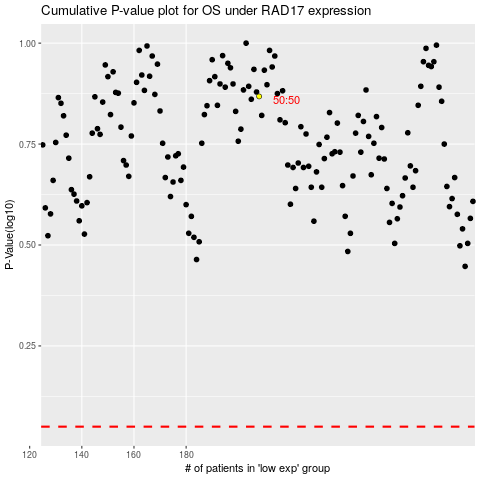 Cumulative P-value plot for OS under RAD17 expression
P-Value(log10)
1.00
0.75
0.50
0.25
50:50
120 140 160 180
# of patients in 'low exp' group